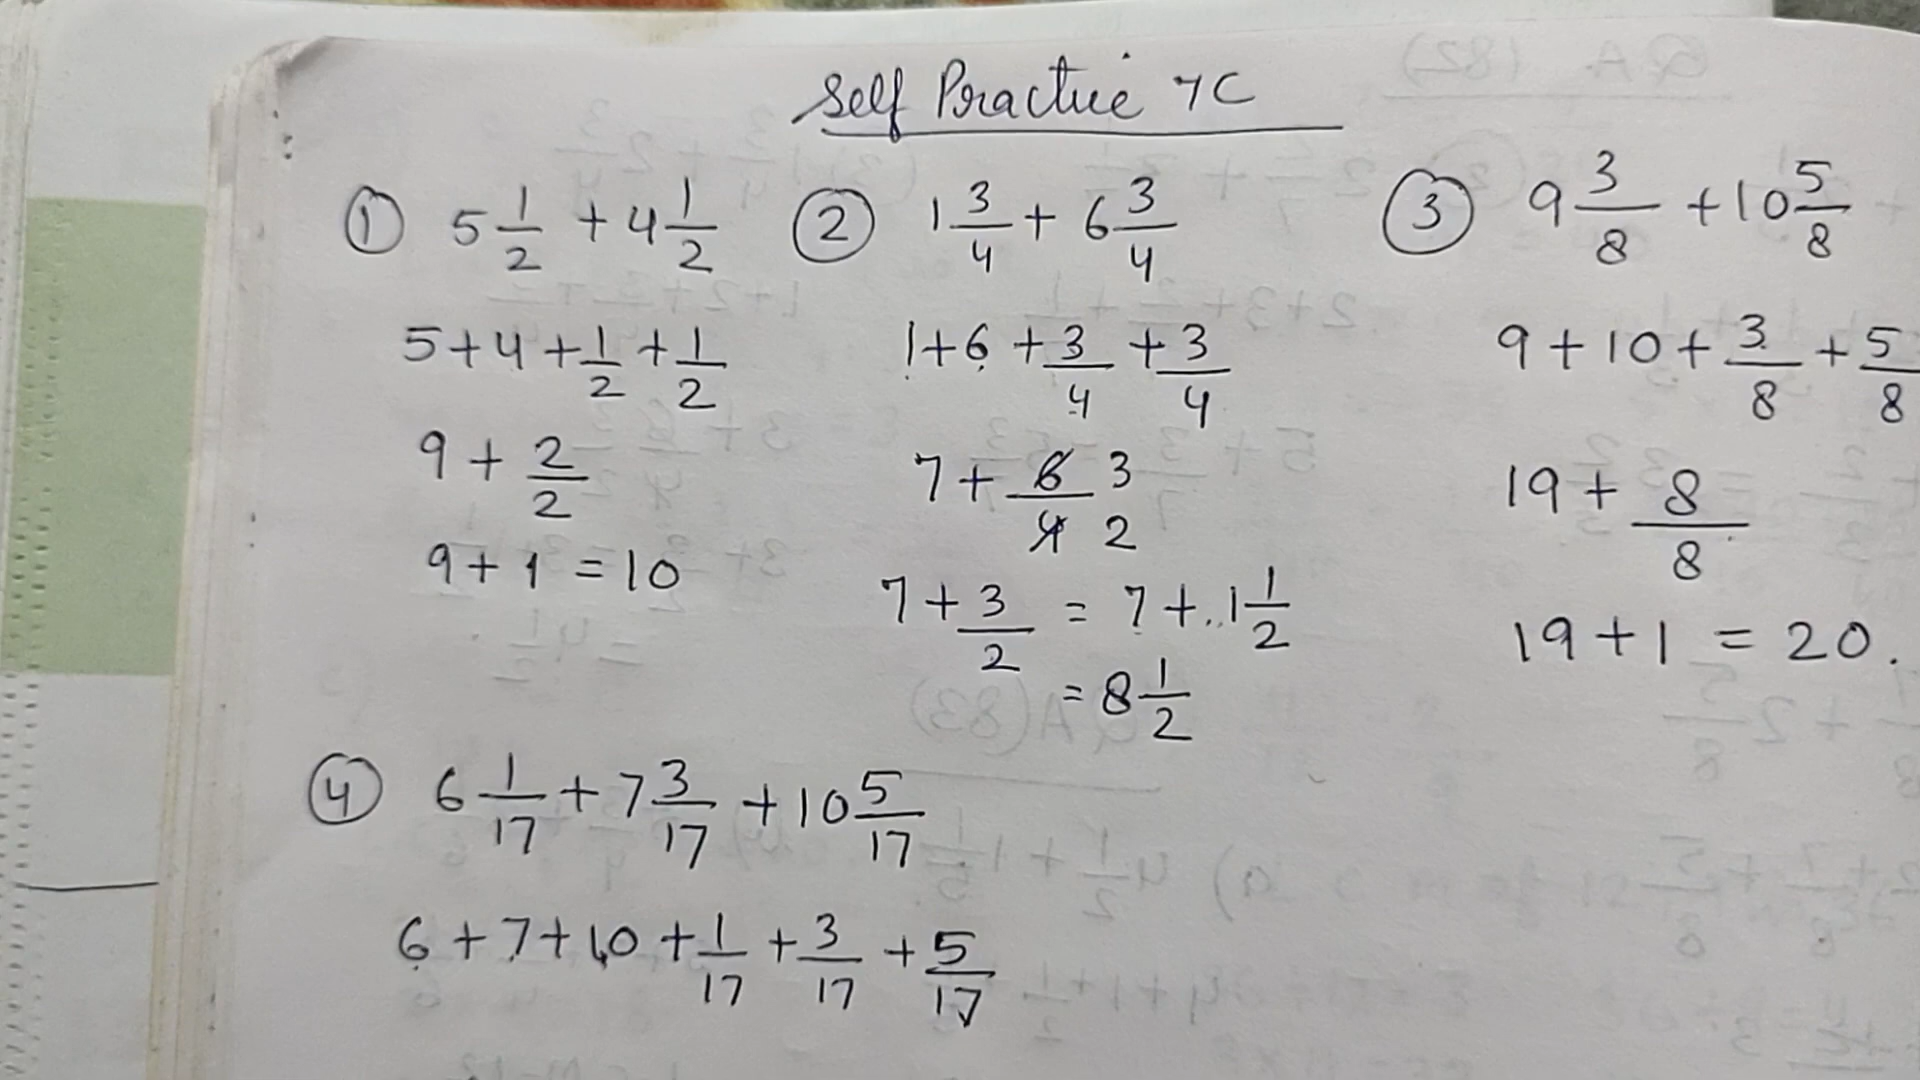 Self Practice 7C
① 5 1/2 + 4 1/2
5+4+1/2+1/2
9+2/2
9+1=10
② 1 3/4 + 6 3/4
1+6+3/4+3/4
7+6/4 3/2
7+3/2 = 7+1 1/2
= 8 1/2
③ 9 3/8 + 10 5/8
9+10+3/8+5/8
19+8/8
19+1=20.
④ 6 1/17 + 7 3/17 + 10 5/17
6+7+10+1/17+3/17+5/17